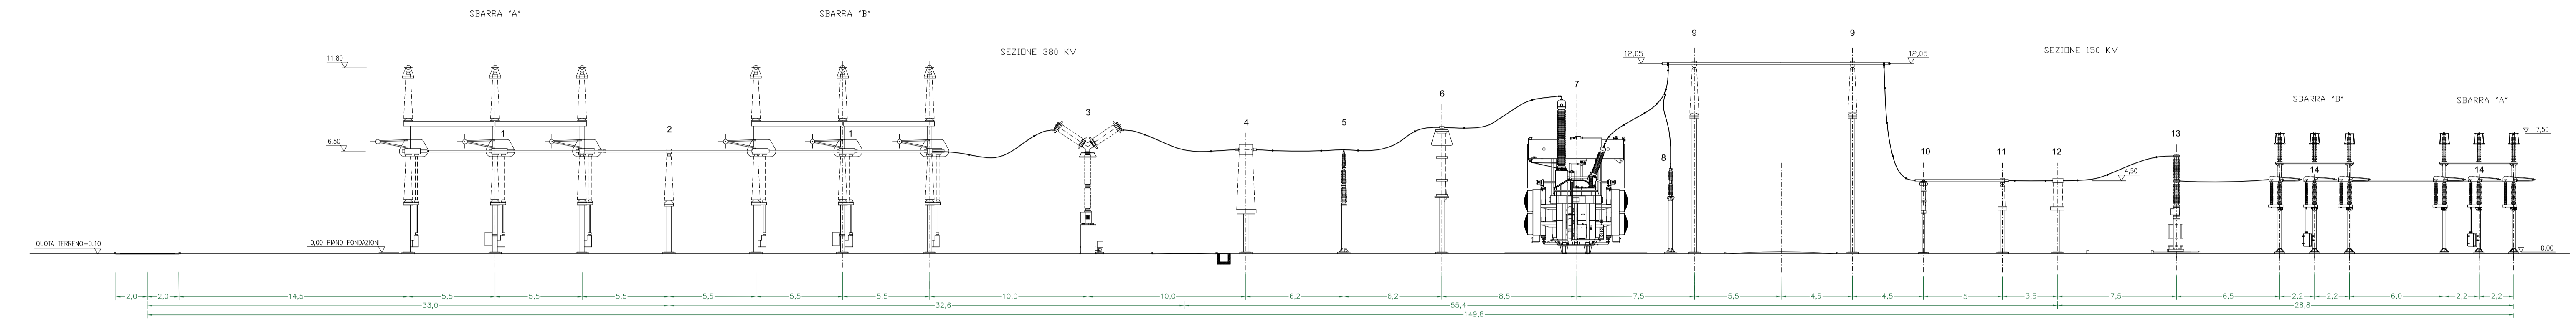 SBARRA "A"
SBARRA "B"
SEZIONE 380 KV
SEZIONE 150 KV
SBARRA "B"
SBARRA "A"
11,80
6,50
12,05
12,05
4,50
7,50
0.00
1
2
1
3
4
5
6
7
8
9
9
10
11
12
13
14
14
QUOTA TERRENO-0.10
0,00 PIANO FONDAZIONI
2,0 2,0 14,5 5,5 5,5 5,5 5,5 5,5 5,5 10,0 10,0 6,2 6,2 8,5 7,5 5,5 4,5 4,5 5 3,5 7,5 6,5 2,2 2,2 6,0 2,2 2,2
33,0 32,6 55,4 28,8
149,8